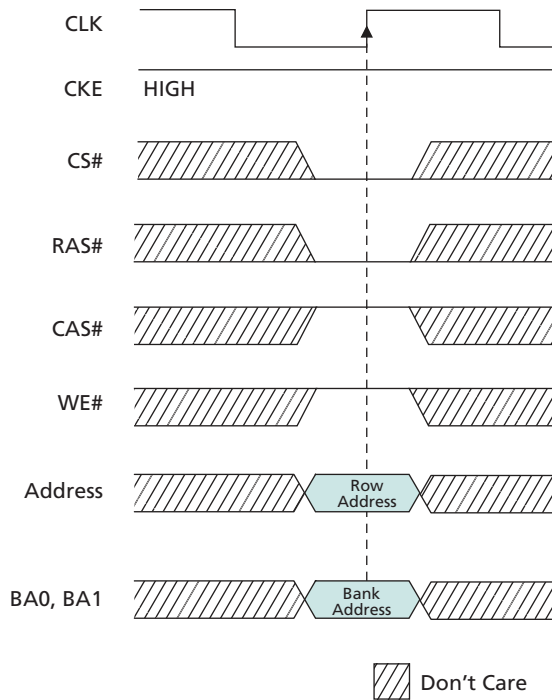 CLK
CKE HIGH
CS#
RAS#
CAS#
WE#
Address Row
Address
BA0, BA1 Bank
Address
Don't Care